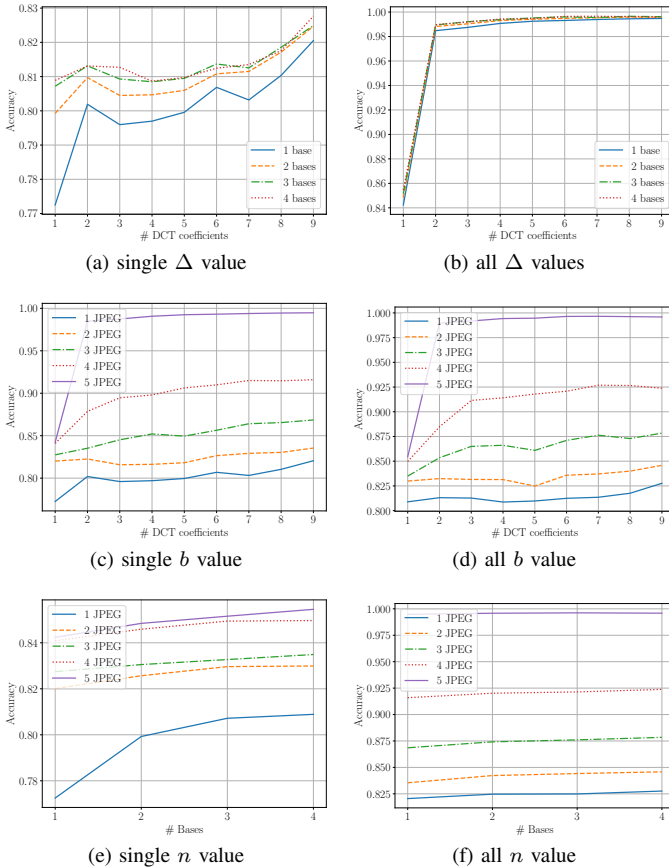 0.83
0.82
0.81
0.80
0.79
0.78
0.77
Accuracy
1 base
2 bases
3 bases
4 bases
1 2 3 4 5 6 7 8 9
# DCT coefficients
(a) single Δ value
1.00
0.98
0.96
0.94
0.92
0.90
0.88
0.86
0.84
Accuracy
1 base
2 bases
3 bases
4 bases
1 2 3 4 5 6 7 8 9
# DCT coefficients
(b) all Δ values
1.00
0.95
0.90
0.85
0.80
Accuracy
1 JPEG
2 JPEG
3 JPEG
4 JPEG
5 JPEG
1 2 3 4 5 6 7 8 9
# DCT coefficients
(c) single b value
1.000
0.975
0.950
0.925
0.900
0.875
0.850
0.825
0.800
Accuracy
1 JPEG
2 JPEG
3 JPEG
4 JPEG
5 JPEG
1 2 3 4 5 6 7 8 9
# DCT coefficients
(d) all b value
0.84
0.82
0.80
0.78
Accuracy
1 JPEG
2 JPEG
3 JPEG
4 JPEG
5 JPEG
1 2 3 4
# Bases
(e) single n value
1.000
0.975
0.950
0.925
0.900
0.875
0.850
0.825
Accuracy
1 JPEG
2 JPEG
3 JPEG
4 JPEG
5 JPEG
1 2 3 4
# Bases
(f) all n value